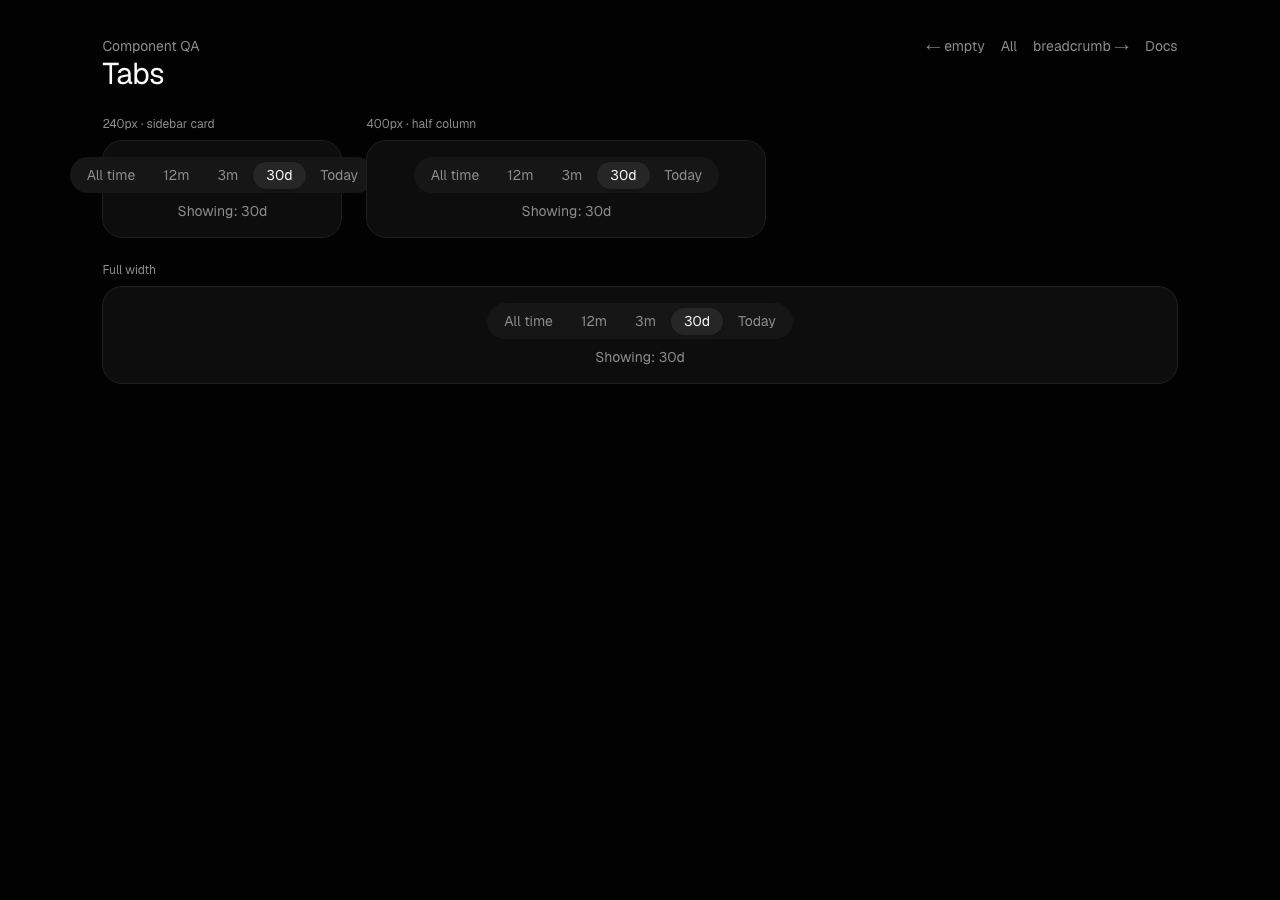 Component QA
← empty All breadcrumb → Docs
Tabs
240px · sidebar card
All time 12m 3m 30d Today
Showing: 30d
400px · half column
All time 12m 3m 30d Today
Showing: 30d
Full width
All time 12m 3m 30d Today
Showing: 30d